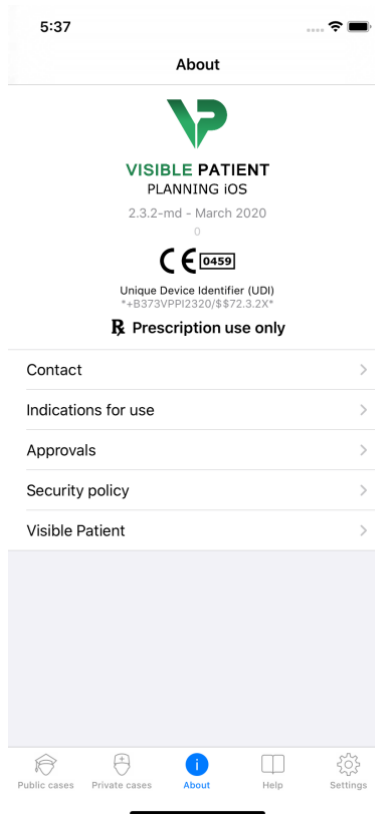 5:37
About
VISIBLE PATIENT
PLANNING iOS
2.3.2-md - March 2020
0
CE 0459
Unique Device Identifier (UDI)
*+B373VPPI2320/$$72.3.2X*
℞ Prescription use only
Contact
Indications for use
Approvals
Security policy
Visible Patient
Public cases Private cases About Help Settings